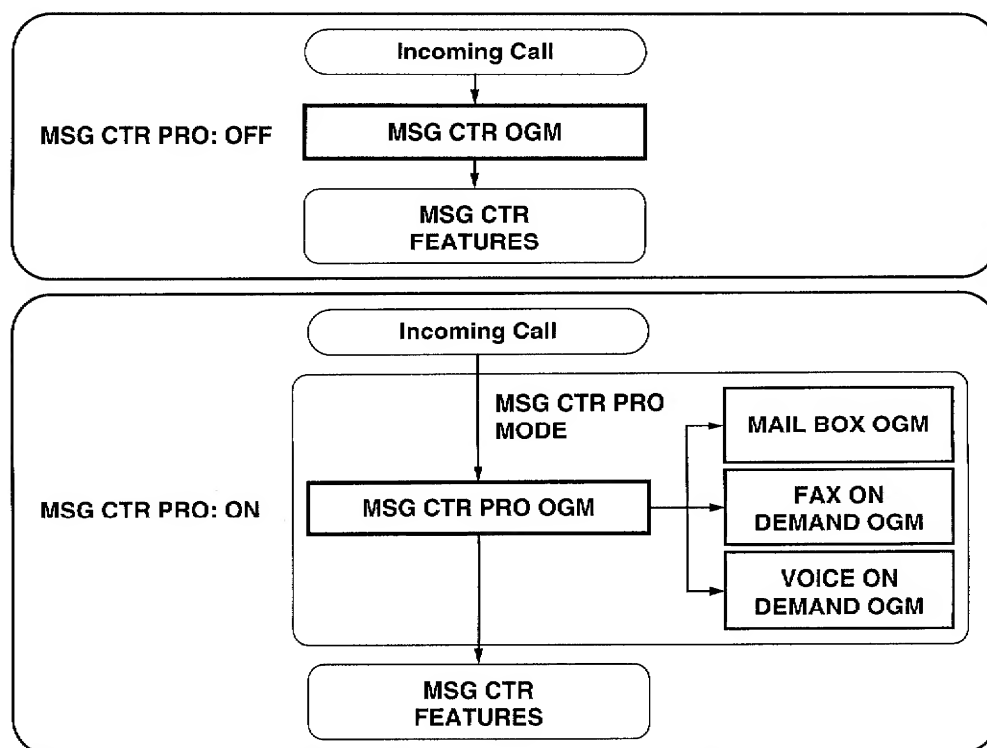 Incoming Call
MSG CTR PRO: OFF
MSG CTR OGM
MSG CTR
FEATURES
Incoming Call
MSG CTR PRO
MODE
MAIL BOX OGM
MSG CTR PRO: ON
MSG CTR PRO OGM
FAX ON
DEMAND OGM
VOICE ON
DEMAND OGM
MSG CTR
FEATURES